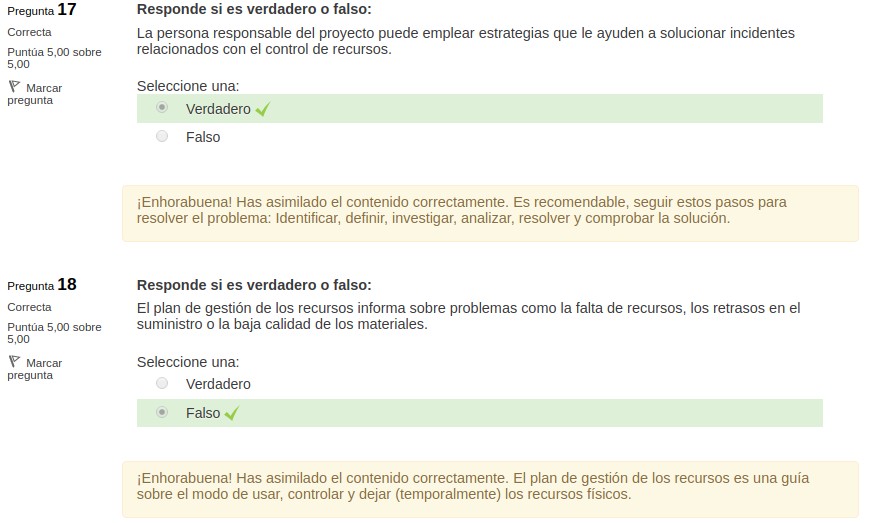 Pregunta 17
Correcta
Puntúa 5,00 sobre
5,00
Marcar
pregunta
Responde si es verdadero o falso:
La persona responsable del proyecto puede emplear estrategias que le ayuden a solucionar incidentes
relacionados con el control de recursos.
Seleccione una:
Verdadero
Falso
¡Enhorabuena! Has asimilado el contenido correctamente. Es recomendable, seguir estos pasos para
resolver el problema: Identificar, definir, investigar, analizar, resolver y comprobar la solución.
Pregunta 18
Correcta
Puntúa 5,00 sobre
5,00
Marcar
pregunta
Responde si es verdadero o falso:
El plan de gestión de los recursos informa sobre problemas como la falta de recursos, los retrasos en el
suministro o la baja calidad de los materiales.
Seleccione una:
Verdadero
Falso
¡Enhorabuena! Has asimilado el contenido correctamente. El plan de gestión de los recursos es una guía
sobre el modo de usar, controlar y dejar (temporalmente) los recursos físicos.